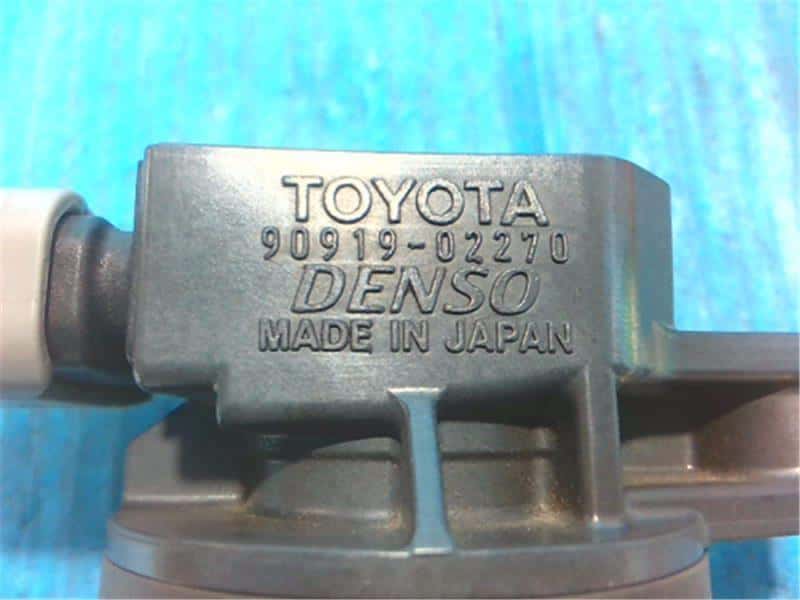 TOYOTA
90919-02270
DENSO
MADE IN JAPAN